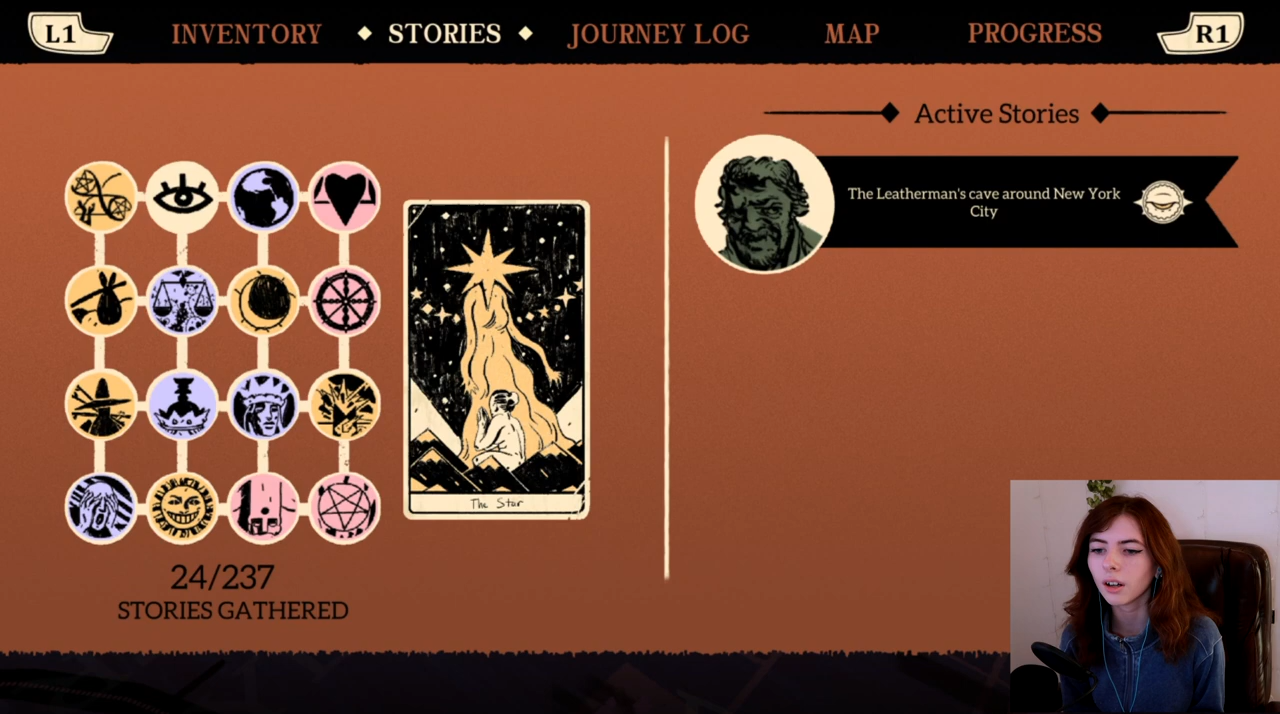 L1
INVENTORY
STORIES
JOURNEY LOG
MAP
PROGRESS
R1
Active Stories
The Leatherman's cave around New York
City
The Star
24/237
STORIES GATHERED